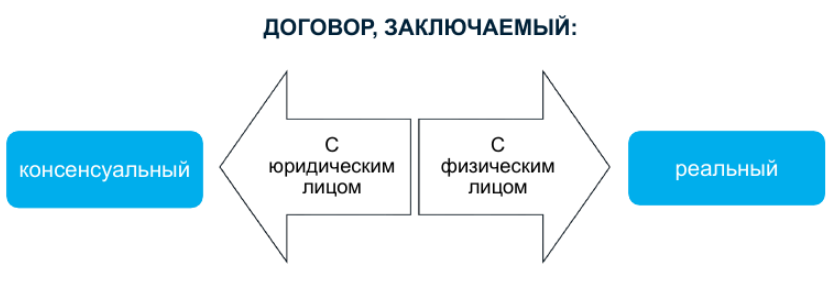 ДОГОВОР, ЗАКЛЮЧАЕМЫЙ:
консенсуальный
С
юридическим
лицом
С
физическим
лицом
реальный